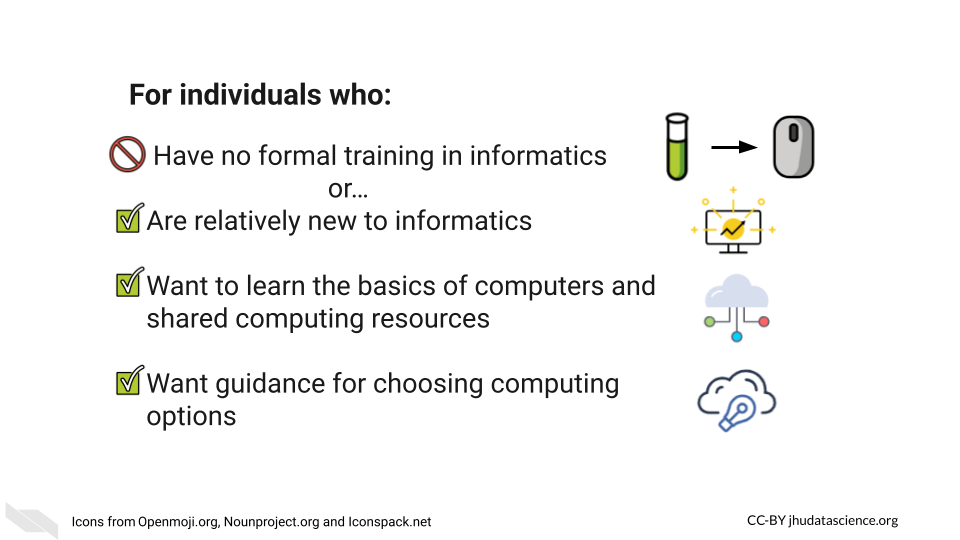 For individuals who:
Have no formal training in informatics
or…
Are relatively new to informatics
Want to learn the basics of computers and
shared computing resources
Want guidance for choosing computing
options
Icons from Openmoji.org, Nounproject.org and Iconspack.net
CC-BY jhudatascience.org